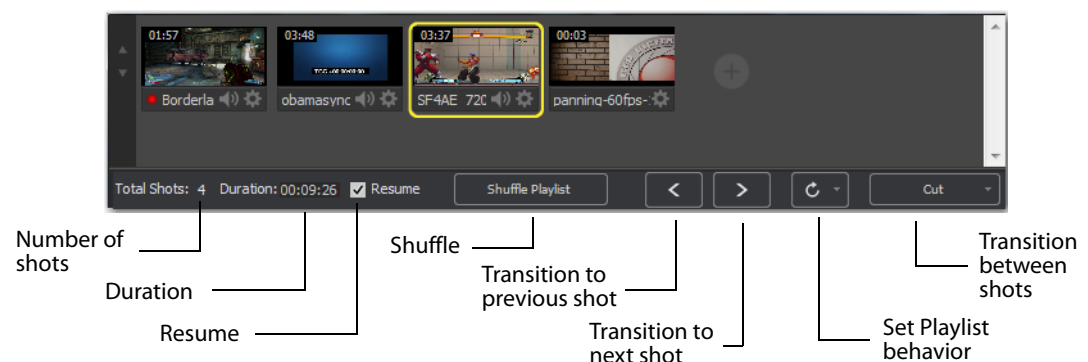 01:57 03:48 03:37 00:03
Borderla obamasync SF4AE_720 panning-60fps-
Total Shots: 4 Duration: 00:09:26 Resume Shuffle Playlist < > Cut
Number of
shots
Duration
Resume
Shuffle
Transition to
previous shot
Transition to
next shot
Set Playlist
behavior
Transition
between
shots